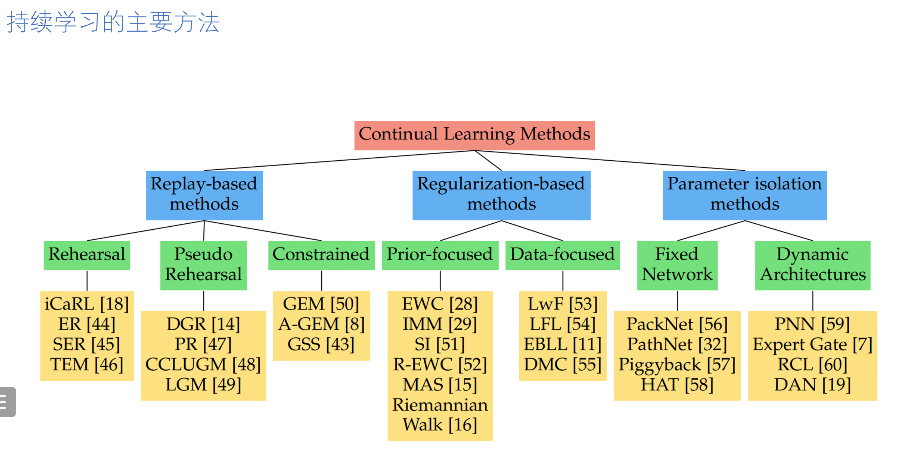 持续学习的主要方法
Continual Learning Methods
Replay-based
methods
Regularization-based
methods
Parameter isolation
methods
Rehearsal
Pseudo
Rehearsal
Constrained
Prior-focused
Data-focused
Fixed
Network
Dynamic
Architectures
iCaRL [18]
ER [44]
SER [45]
TEM [46]
DGR [14]
PR [47]
CCLUGM [48]
LGM [49]
GEM [50]
A-GEM [8]
GSS [43]
EWC [28]
IMM [29]
SI [51]
R-EWC [52]
MAS [15]
Riemannian
Walk [16]
LwF [53]
LFL [54]
EBLL [11]
DMC [55]
PackNet [56]
PathNet [32]
Piggyback [57]
HAT [58]
PNN [59]
Expert Gate [7]
RCL [60]
DAN [19]